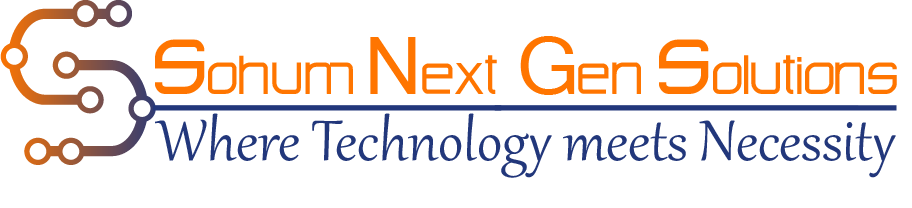 Sohum Next Gen Solutions
Where Technology meets Necessity